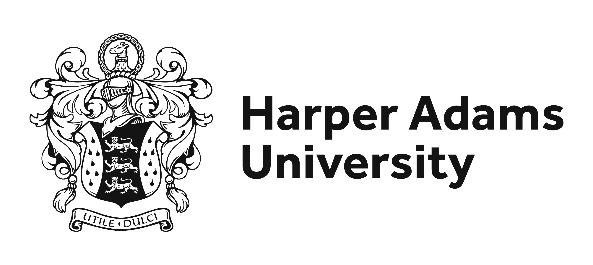 Harper Adams
University
UTILE · DULCI